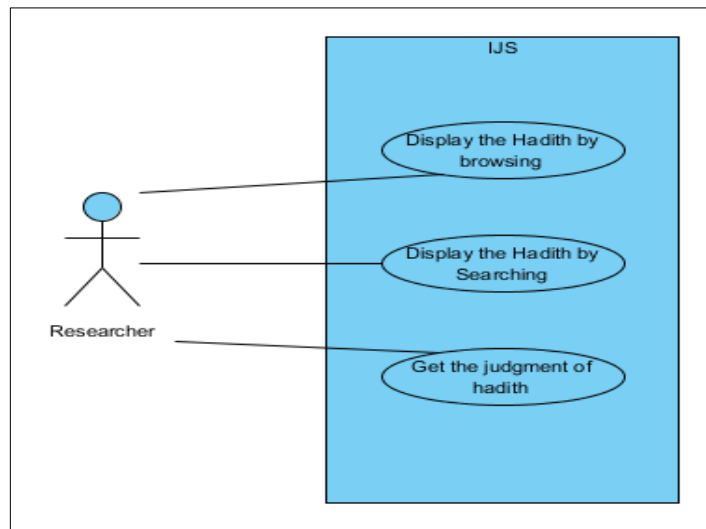 IJS
Display the Hadith by
browsing
Display the Hadith by
Searching
Researcher
Get the judgment of
hadith